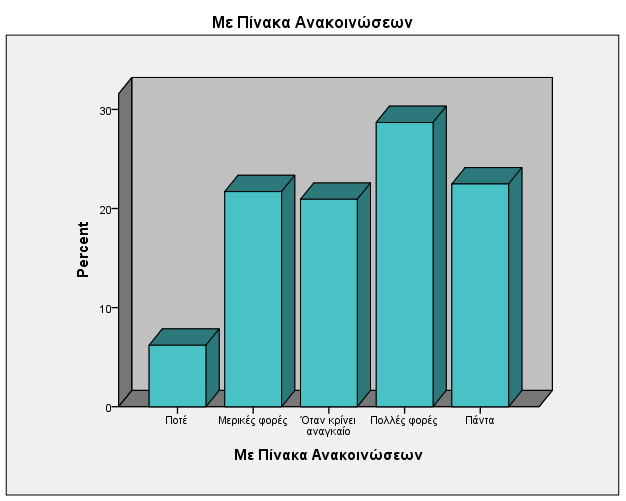 Με Πίνακα Ανακοινώσεων
30
20
10
0
Percent
Ποτέ
Μερικές φορές
Όταν κρίνει
αναγκαίο
Πολλές φορές
Πάντα
Με Πίνακα Ανακοινώσεων